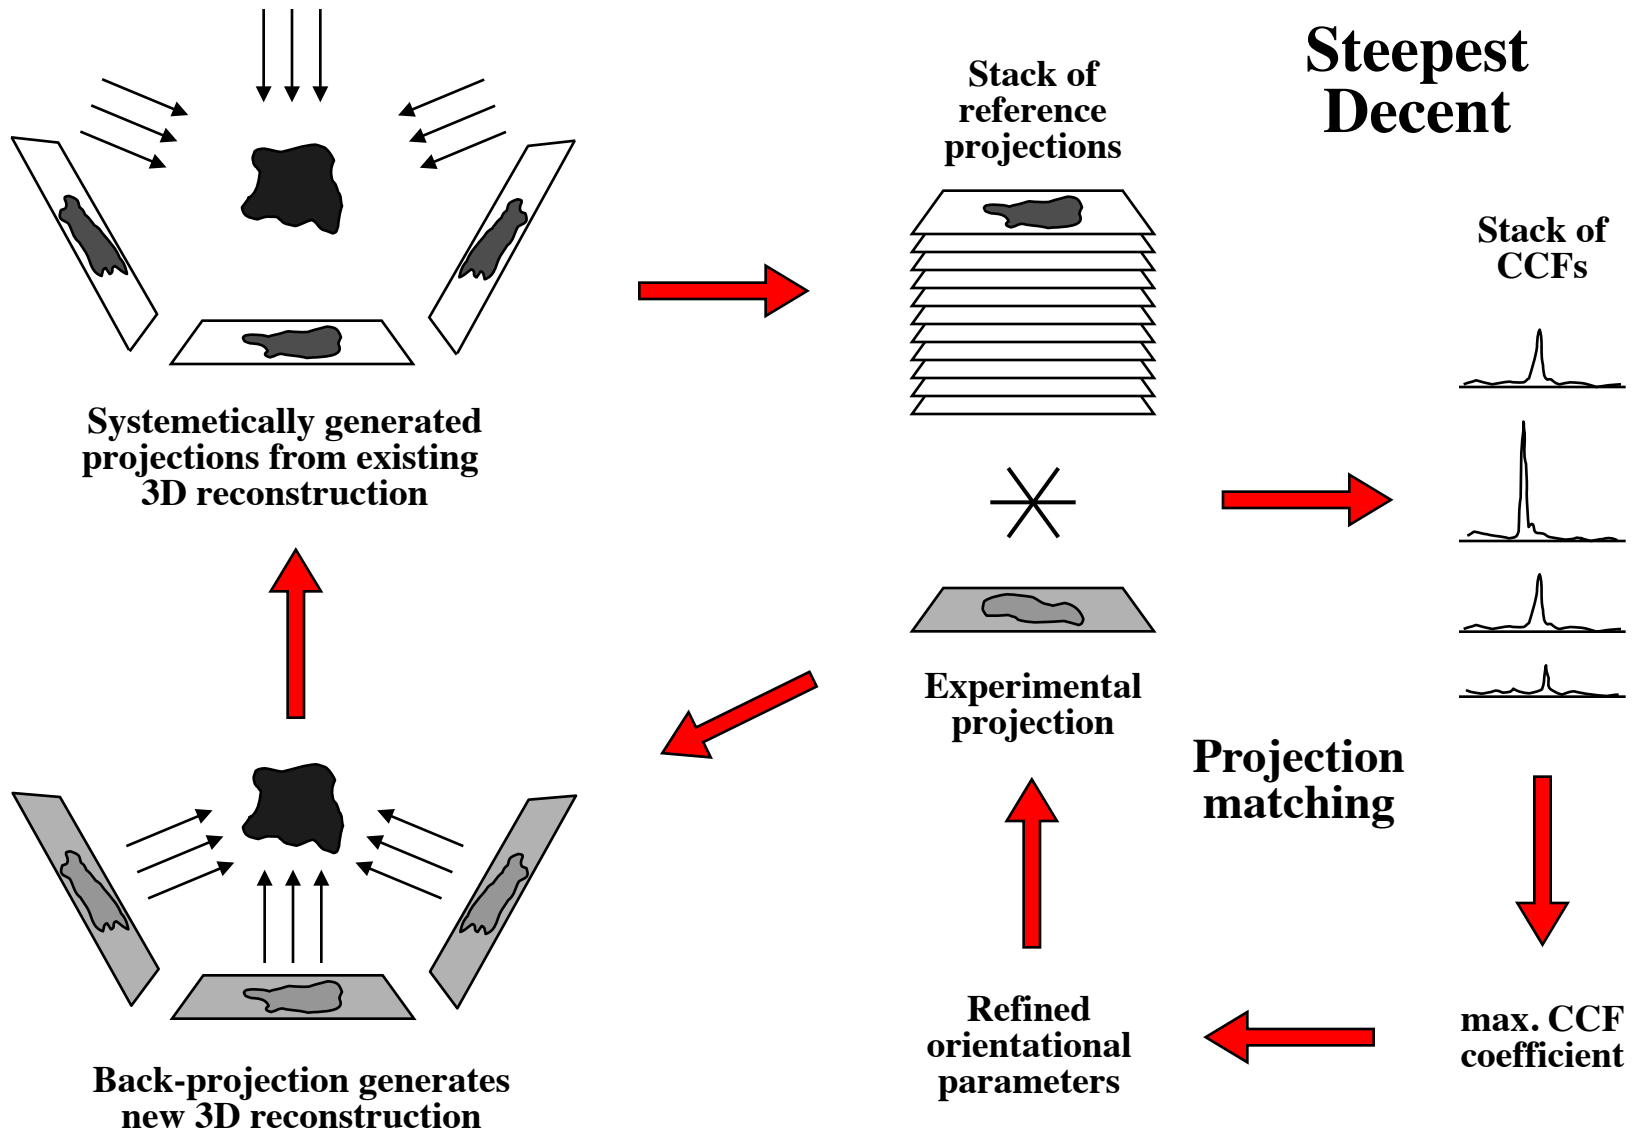 Steepest
Decent
Stack of
reference
projections
Stack of
CCFs
Systemetically generated
projections from existing
3D reconstruction
Experimental
projection
Projection
matching
Refined
orientational
parameters
max. CCF
coefficient
Back-projection generates
new 3D reconstruction